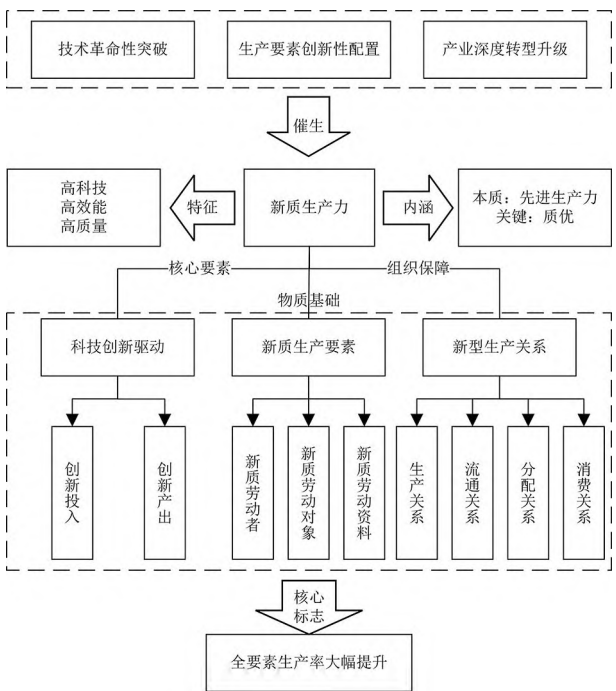 技术革命性突破
生产要素创新性配置
产业深度转型升级
催生
高科技
高效能
高质量
特征
新质生产力
内涵
本质：先进生产力
关键：质优
核心要素
组织保障
物质基础
科技创新驱动
新质生产要素
新型生产关系
创新投入
创新产出
新质劳动者
新质劳动对象
新质劳动资料
生产关系
流通关系
分配关系
消费关系
核心
标志
全要素生产率大幅提升